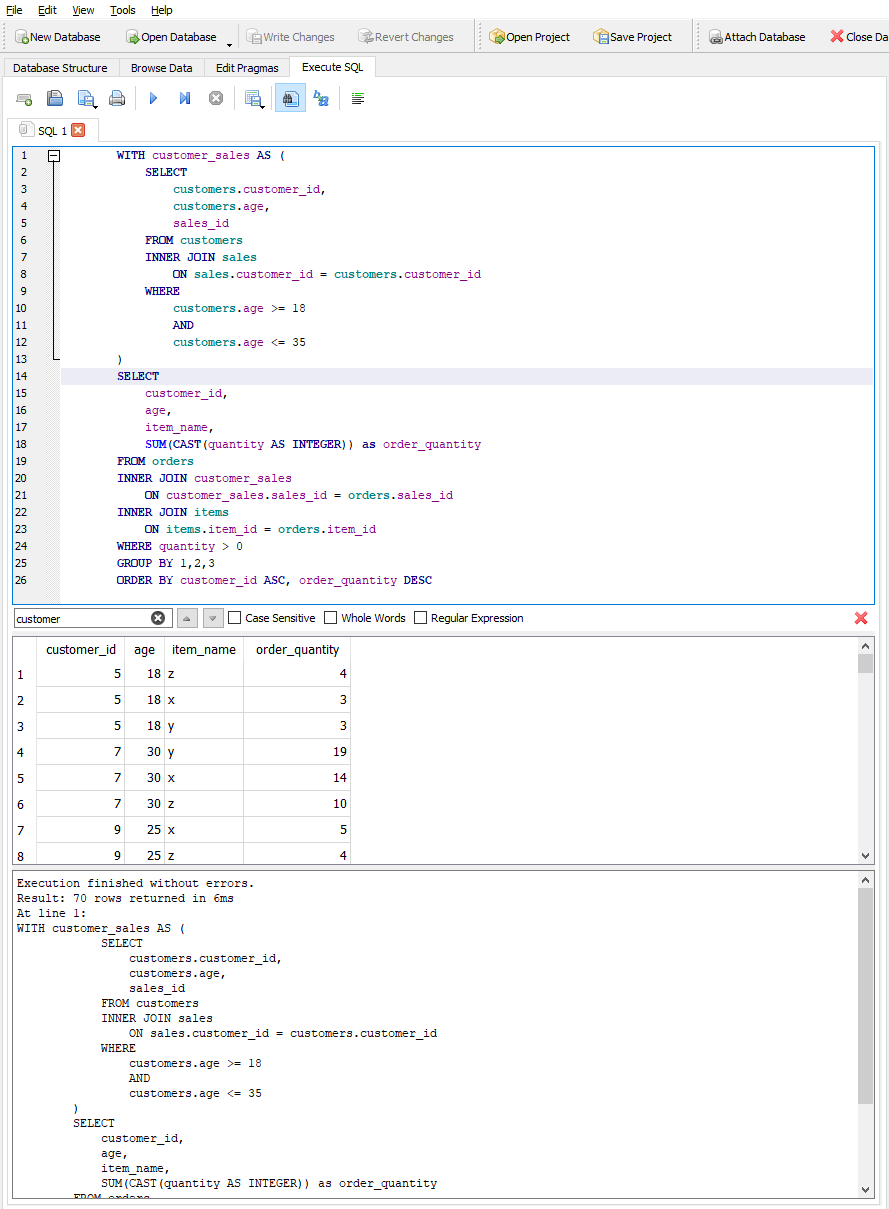 File Edit View Tools Help
New Database Open Database Write Changes Revert Changes Open Project Save Project Attach Database Close Da
Database Structure Browse Data Edit Pragmas Execute SQL
SQL 1
1 WITH customer_sales AS (
2 SELECT
3 customers.customer_id,
4 customers.age,
5 sales_id
6 FROM customers
7 INNER JOIN sales
8 ON sales.customer_id = customers.customer_id
9 WHERE
10 customers.age >= 18
11 AND
12 customers.age <= 35
13 )
14 SELECT
15 customer_id,
16 age,
17 item_name,
18 SUM(CAST(quantity AS INTEGER)) as order_quantity
19 FROM orders
20 INNER JOIN customer_sales
21 ON customer_sales.sales_id = orders.sales_id
22 INNER JOIN items
23 ON items.item_id = orders.item_id
24 WHERE quantity > 0
25 GROUP BY 1,2,3
26 ORDER BY customer_id ASC, order_quantity DESC
customer Case Sensitive Whole Words Regular Expression
customer_id age item_name order_quantity
1 5 18 z 4
2 5 18 x 3
3 5 18 y 3
4 7 30 y 19
5 7 30 x 14
6 7 30 z 10
7 9 25 x 5
8 9 25 z 4
Execution finished without errors.
Result: 70 rows returned in 6ms
At line 1:
WITH customer_sales AS (
SELECT
customers.customer_id,
customers.age,
sales_id
FROM customers
INNER JOIN sales
ON sales.customer_id = customers.customer_id
WHERE
customers.age >= 18
AND
customers.age <= 35
)
SELECT
customer_id,
age,
item_name,
SUM(CAST(quantity AS INTEGER)) as order_quantity
FROM orders